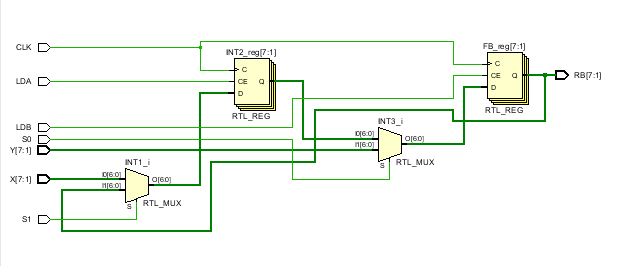 CLK
LDA
LDB
S0
Y[7:1]
X[7:1]
S1
INT1_i
I0[6:0]
I1[6:0]
O[6:0]
S
RTL_MUX
INT2_reg[7:1]
C
CE
D
Q
RTL_REG
INT3_i
I0[6:0]
I1[6:0]
O[6:0]
S
RTL_MUX
FB_reg[7:1]
C
CE
D
Q
RTL_REG
RB[7:1]